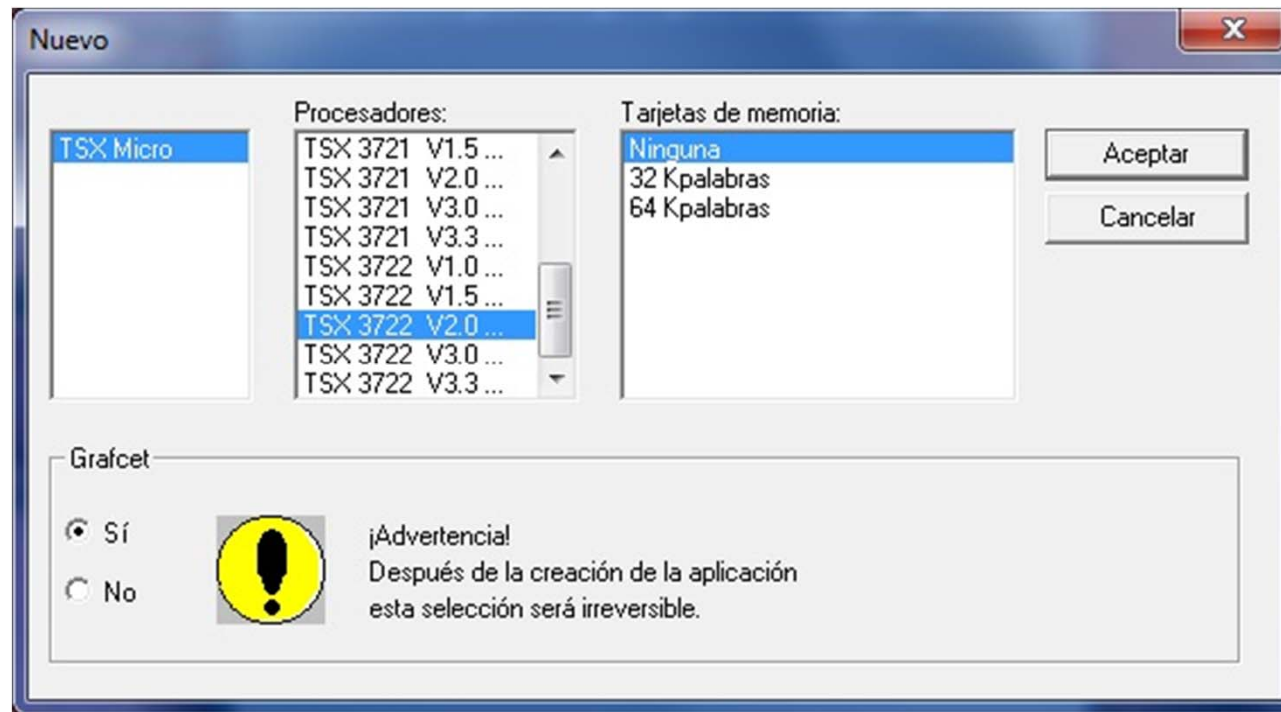 Nuevo
TSX Micro
Procesadores:
TSX 3721 V1.5 ...
TSX 3721 V2.0 ...
TSX 3721 V3.0 ...
TSX 3721 V3.3 ...
TSX 3722 V1.0 ...
TSX 3722 V1.5 ...
TSX 3722 V2.0 ...
TSX 3722 V3.0 ...
TSX 3722 V3.3 ...
Tarjetas de memoria:
Ninguna
32 Kpalabras
64 Kpalabras
Aceptar
Cancelar
Grafcet
Sí
No
¡Advertencia!
Después de la creación de la aplicación
esta selección será irreversible.